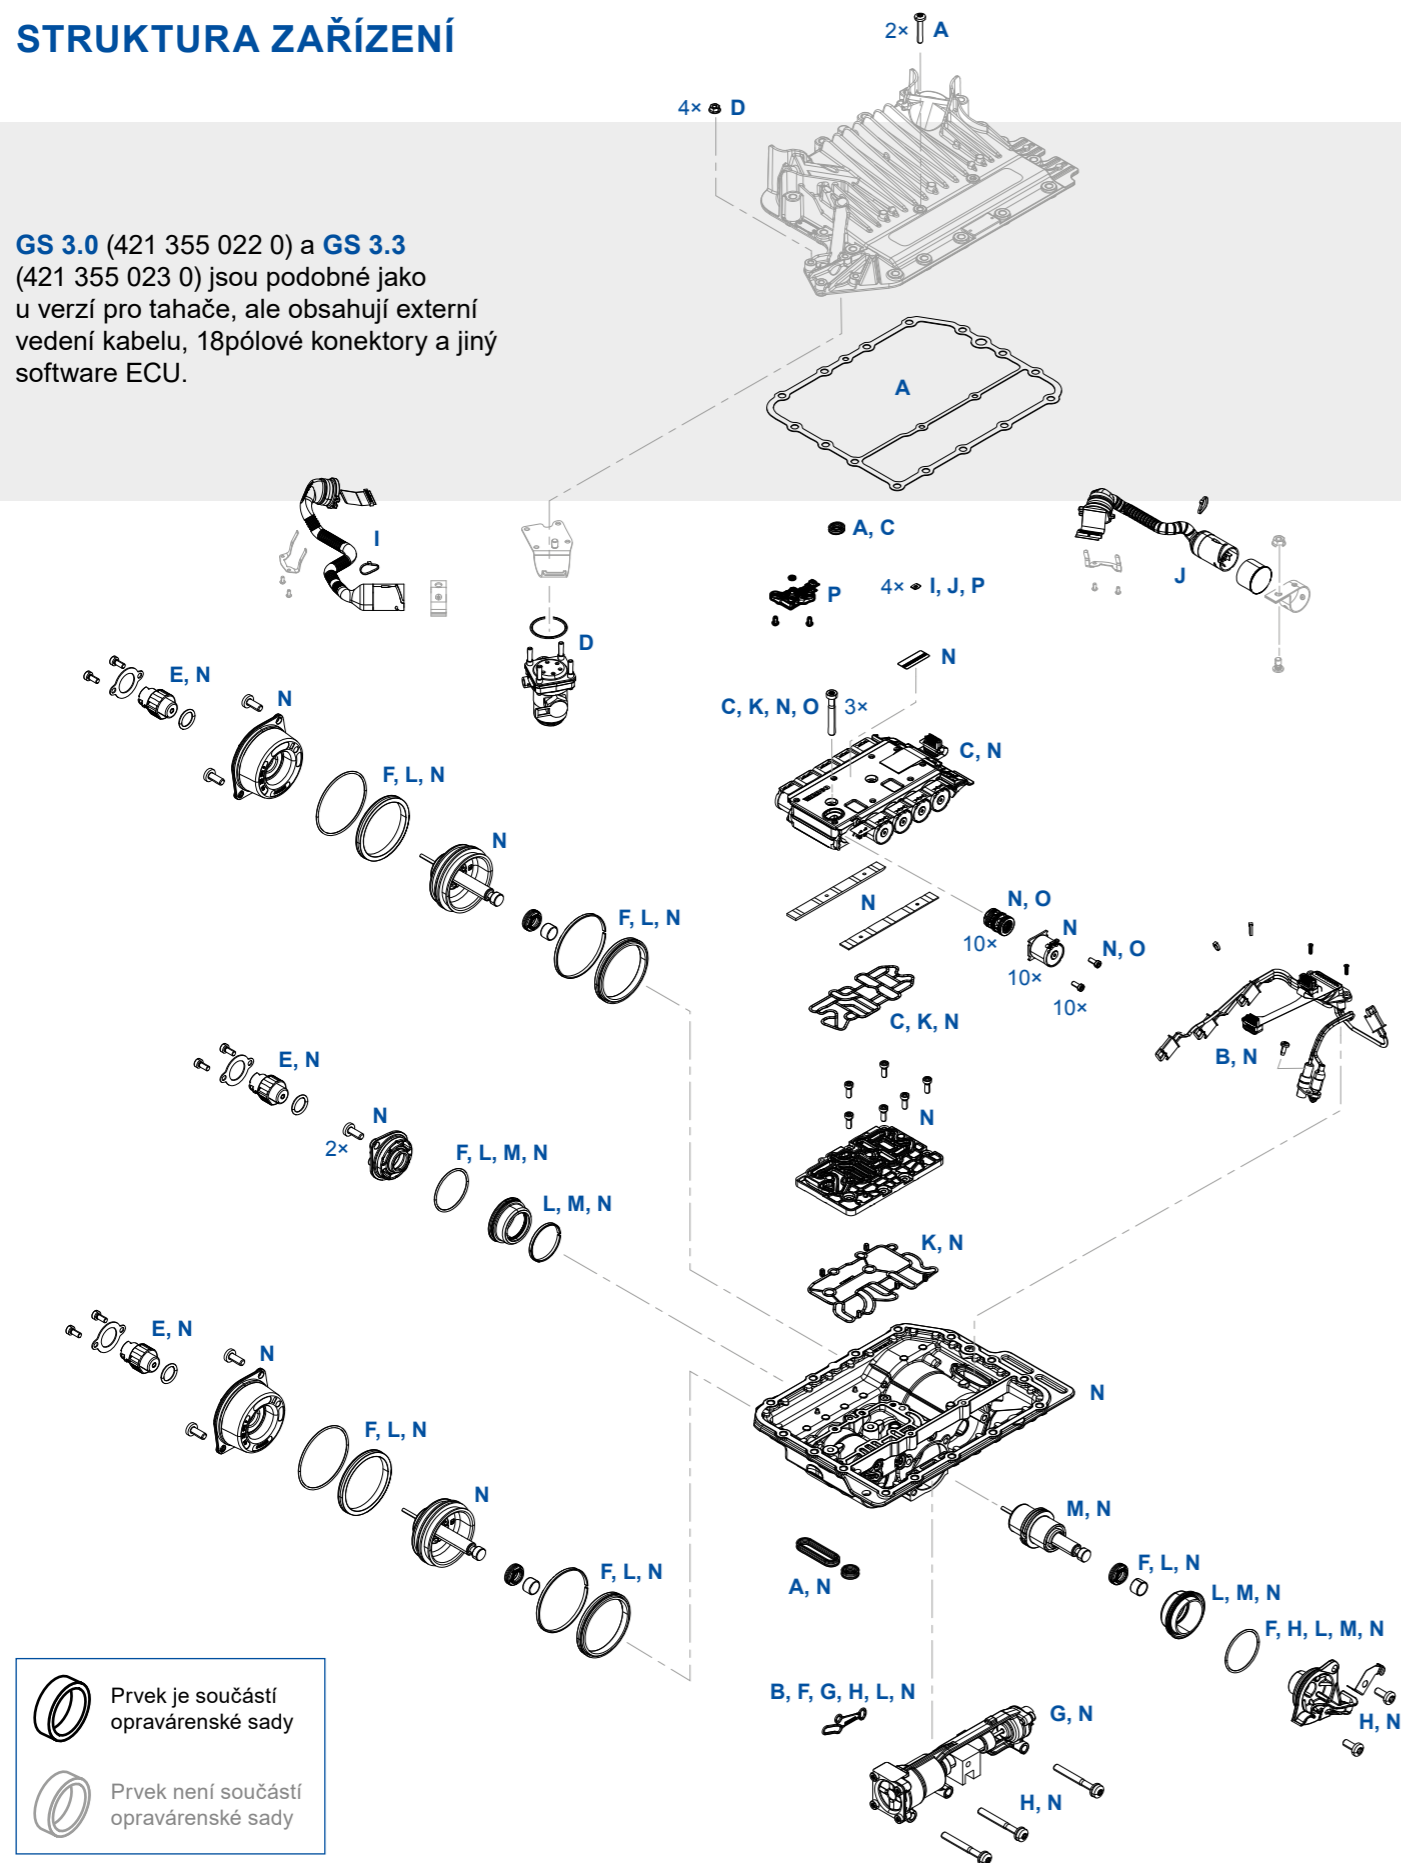 STRUKTURA ZAŘÍZENÍ
2× A
4× D
GS 3.0 (421 355 022 0) a GS 3.3
(421 355 023 0) jsou podobné jako
u verzí pro tahače, ale obsahují externí
vedení kabelu, 18pólové konektory a jiný
software ECU.
A
I
A, C
J
P
4× I, J, P
D
N
E, N
N
C, K, N, O 3×
C, N
F, L, N
N
N
N, O
F, L, N
10×
N
N, O
10×
10×
C, K, N
B, N
E, N
N
2×
N
F, L, M, N
L, M, N
K, N
E, N
N
N
F, L, N
N
M, N
F, L, N
F, L, N
A, N
L, M, N
F, H, L, M, N
B, F, G, H, L, N
G, N
H, N
H, N
Prvek je součástí
opravárenské sady
Prvek není součástí
opravárenské sady